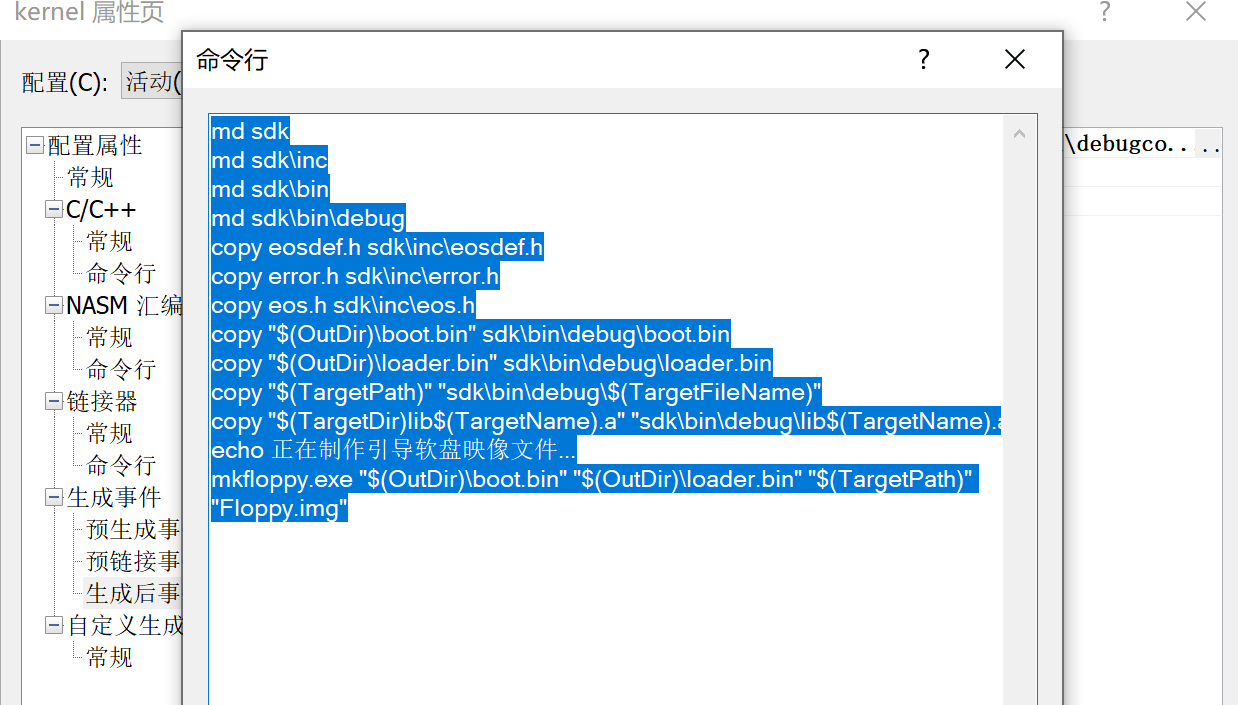 kernel 属性页
命令行
配置(C):
活动(
配置属性
常规
C/C++
常规
命令行
NASM 汇编
常规
命令行
链接器
常规
命令行
生成事件
预生成事
预链接事
生成后事
自定义生成
常规
md sdk
md sdk\inc
md sdk\bin
md sdk\bin\debug
copy eosdef.h sdk\inc\eosdef.h
copy error.h sdk\inc\error.h
copy eos.h sdk\inc\eos.h
copy "$(OutDir)\boot.bin" sdk\bin\debug\boot.bin
copy "$(OutDir)\loader.bin" sdk\bin\debug\loader.bin
copy "$(TargetPath)" "sdk\bin\debug\$(TargetFileName)"
copy "$(TargetDir)lib$(TargetName).a" "sdk\bin\debug\lib$(TargetName).a
echo 正在制作引导软盘映像文件...
mkfloppy.exe "$(OutDir)\boot.bin" "$(OutDir)\loader.bin" "$(TargetPath)"
"Floppy.img"
\debugco...